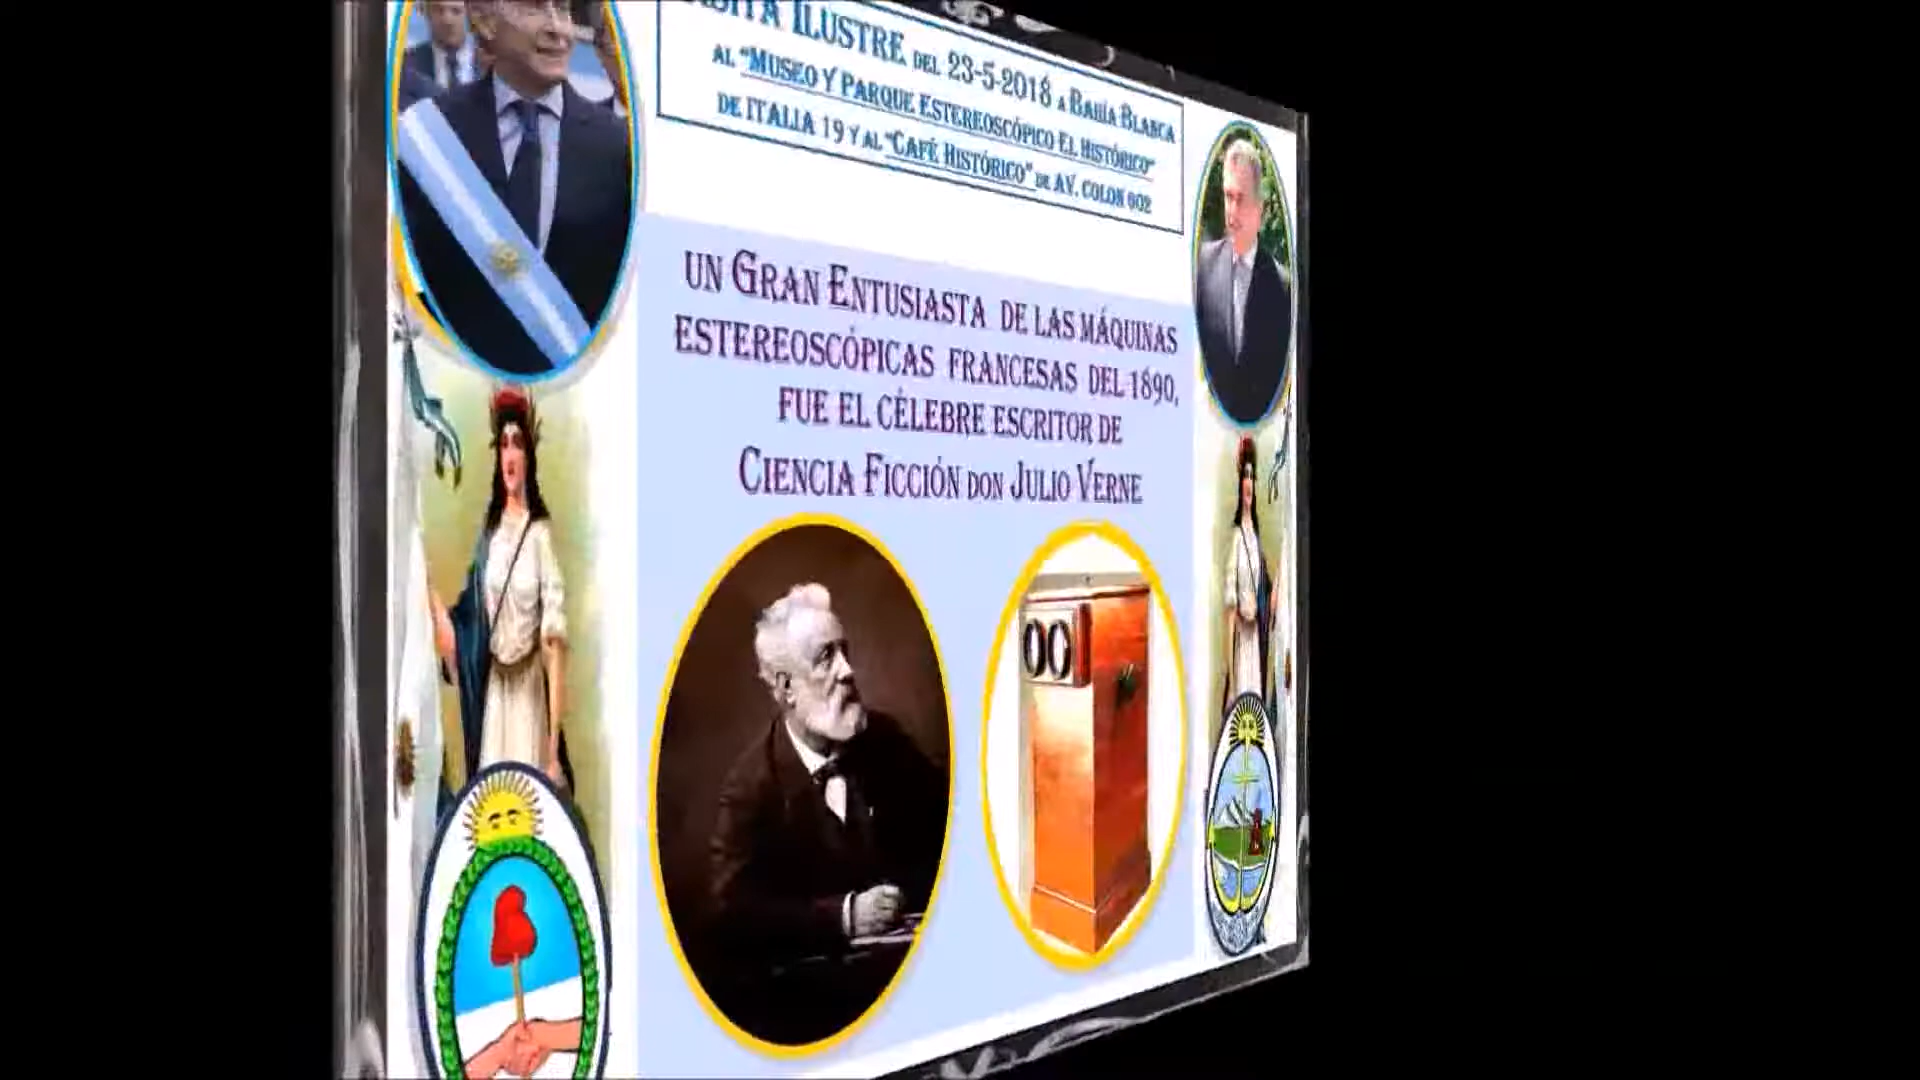 ILUSTRE DEL 23-5-2018 A BAHÍA BLANCA
AL "MUSEO Y PARQUE ESTEREOSCÓPICO EL HISTÓRICO"
DE ITALIA 19 Y AL "CAFÉ HISTÓRICO" DE AV. COLON 602
UN GRAN ENTUSIASTA DE LAS MÁQUINAS
ESTEREOSCÓPICAS FRANCESAS DEL 1890,
FUE EL CÉLEBRE ESCRITOR DE
CIENCIA FICCIÓN DON JULIO VERNE